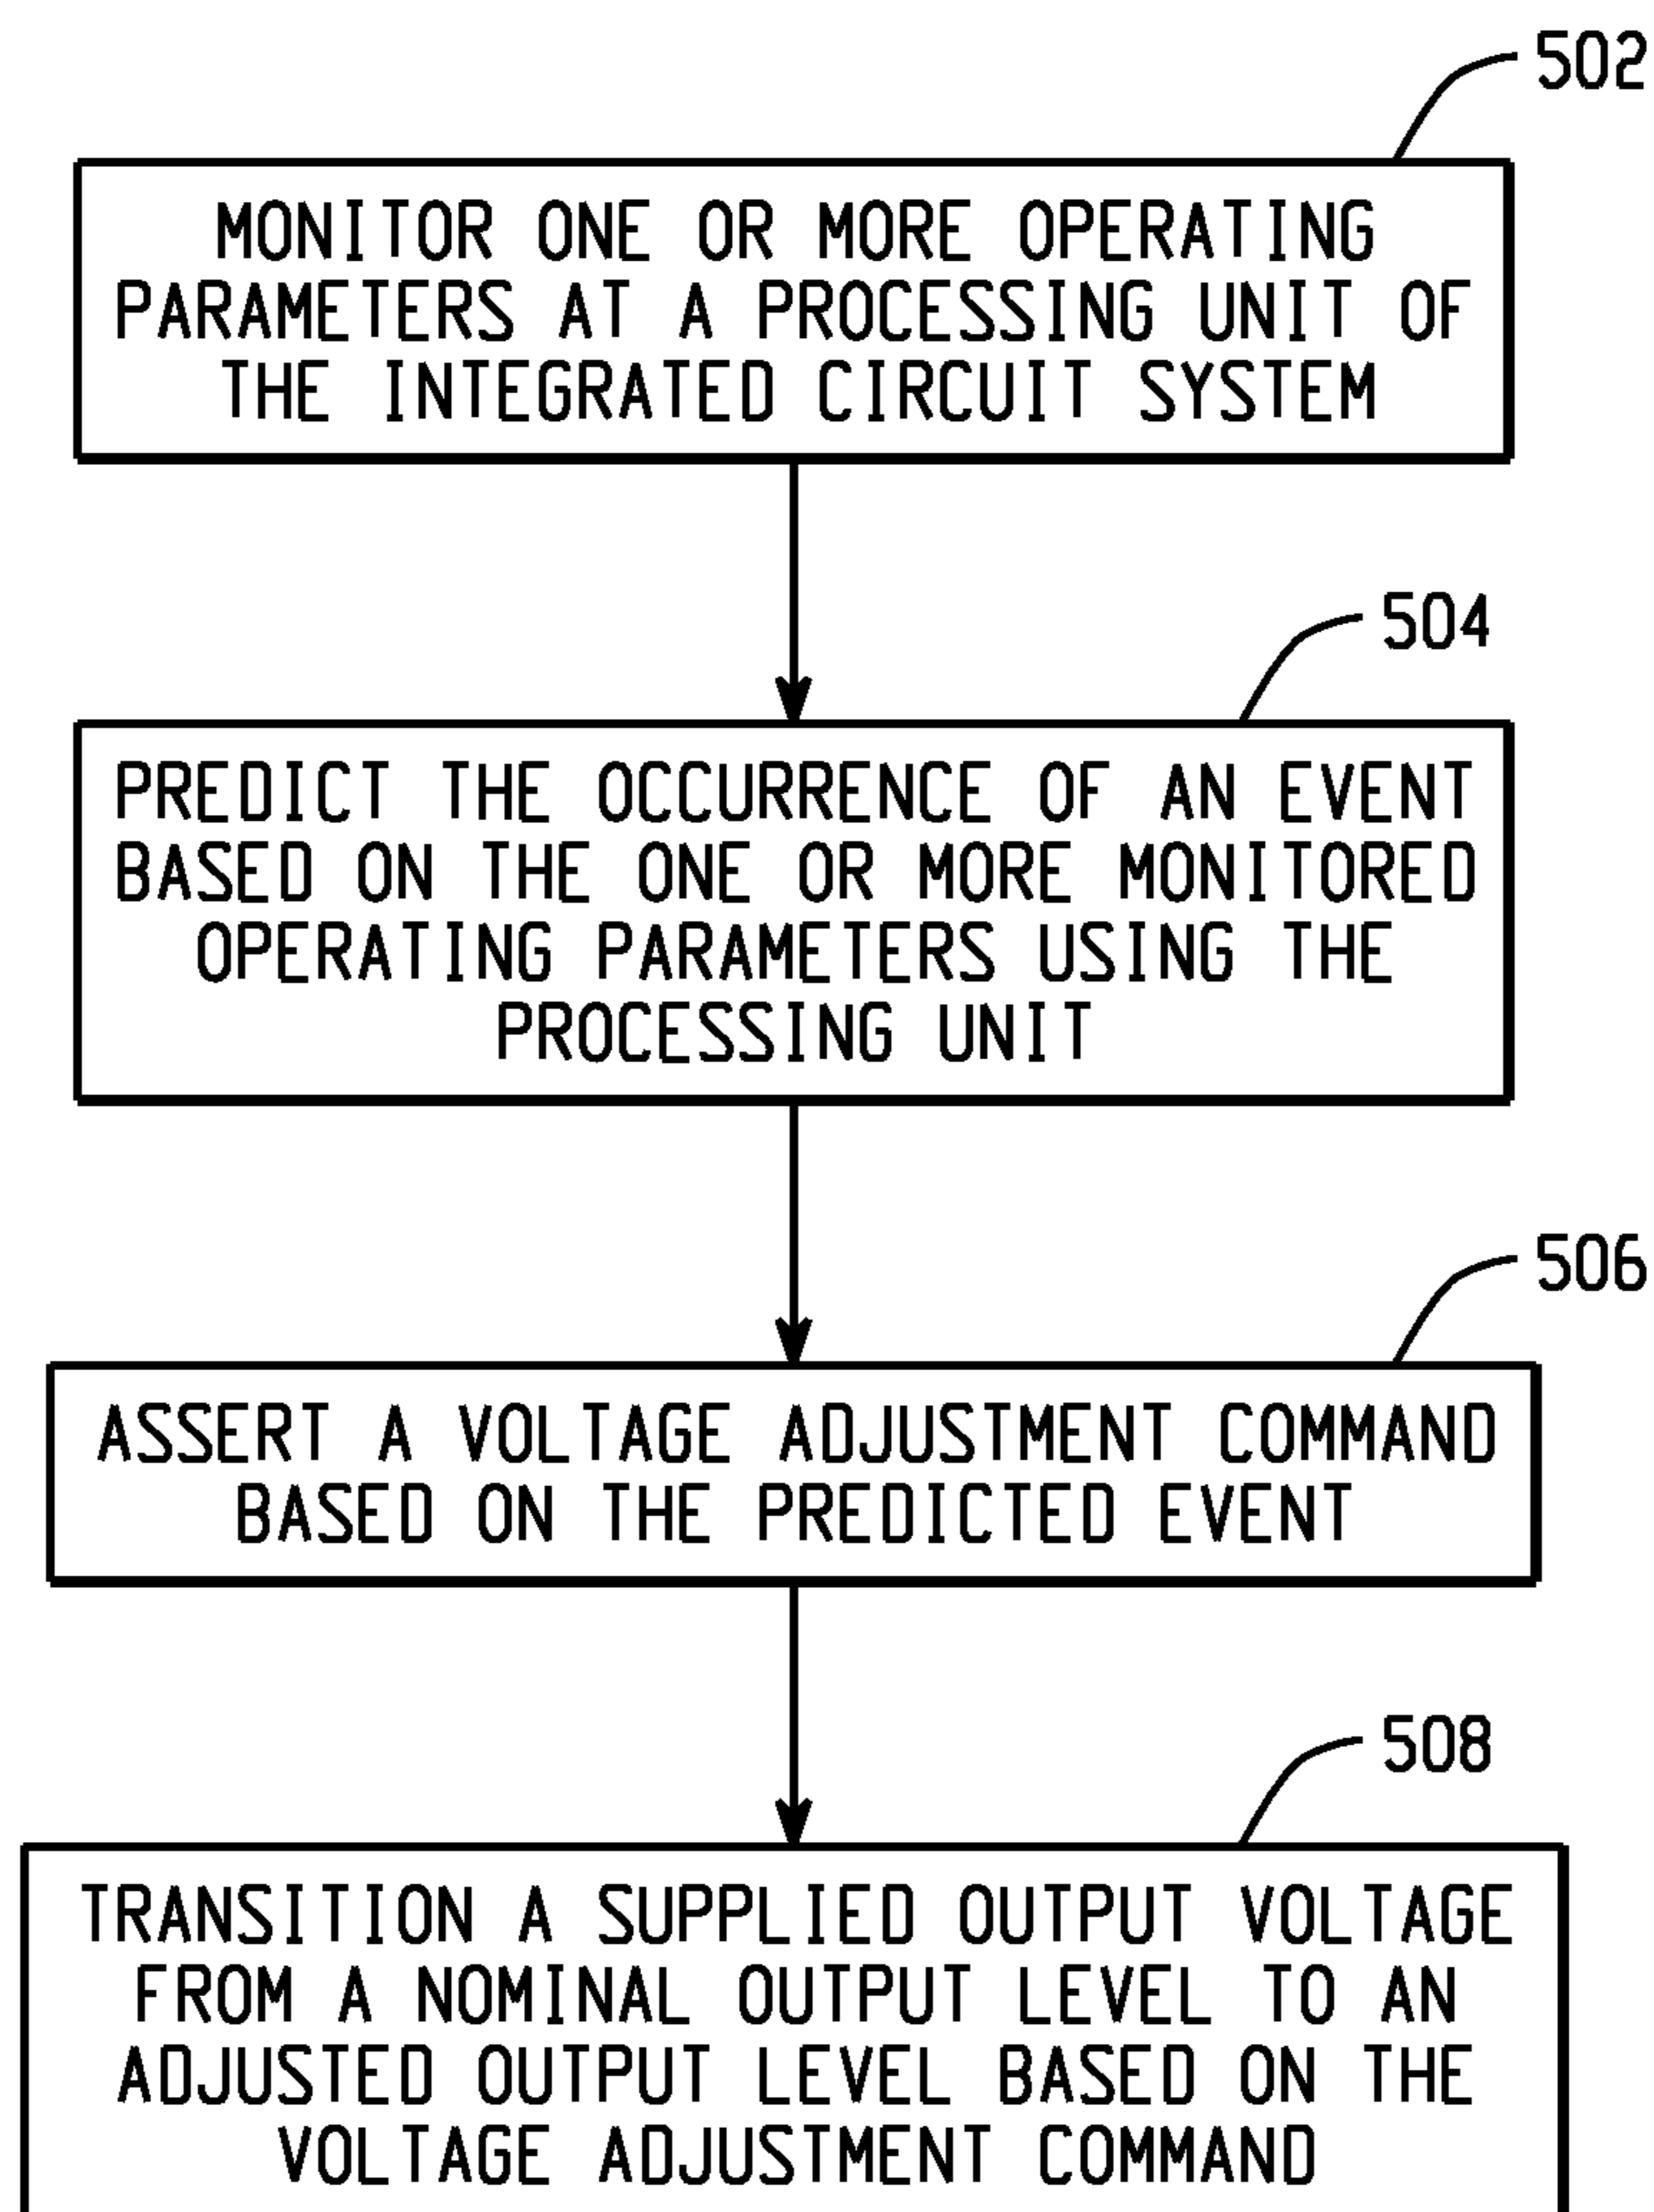 502
MONITOR ONE OR MORE OPERATING
PARAMETERS AT A PROCESSING UNIT OF
THE INTEGRATED CIRCUIT SYSTEM
504
PREDICT THE OCCURRENCE OF AN EVENT
BASED ON THE ONE OR MORE MONITORED
OPERATING PARAMETERS USING THE
PROCESSING UNIT
506
ASSERT A VOLTAGE ADJUSTMENT COMMAND
BASED ON THE PREDICTED EVENT
508
TRANSITION A SUPPLIED OUTPUT VOLTAGE
FROM A NOMINAL OUTPUT LEVEL TO AN
ADJUSTED OUTPUT LEVEL BASED ON THE
VOLTAGE ADJUSTMENT COMMAND